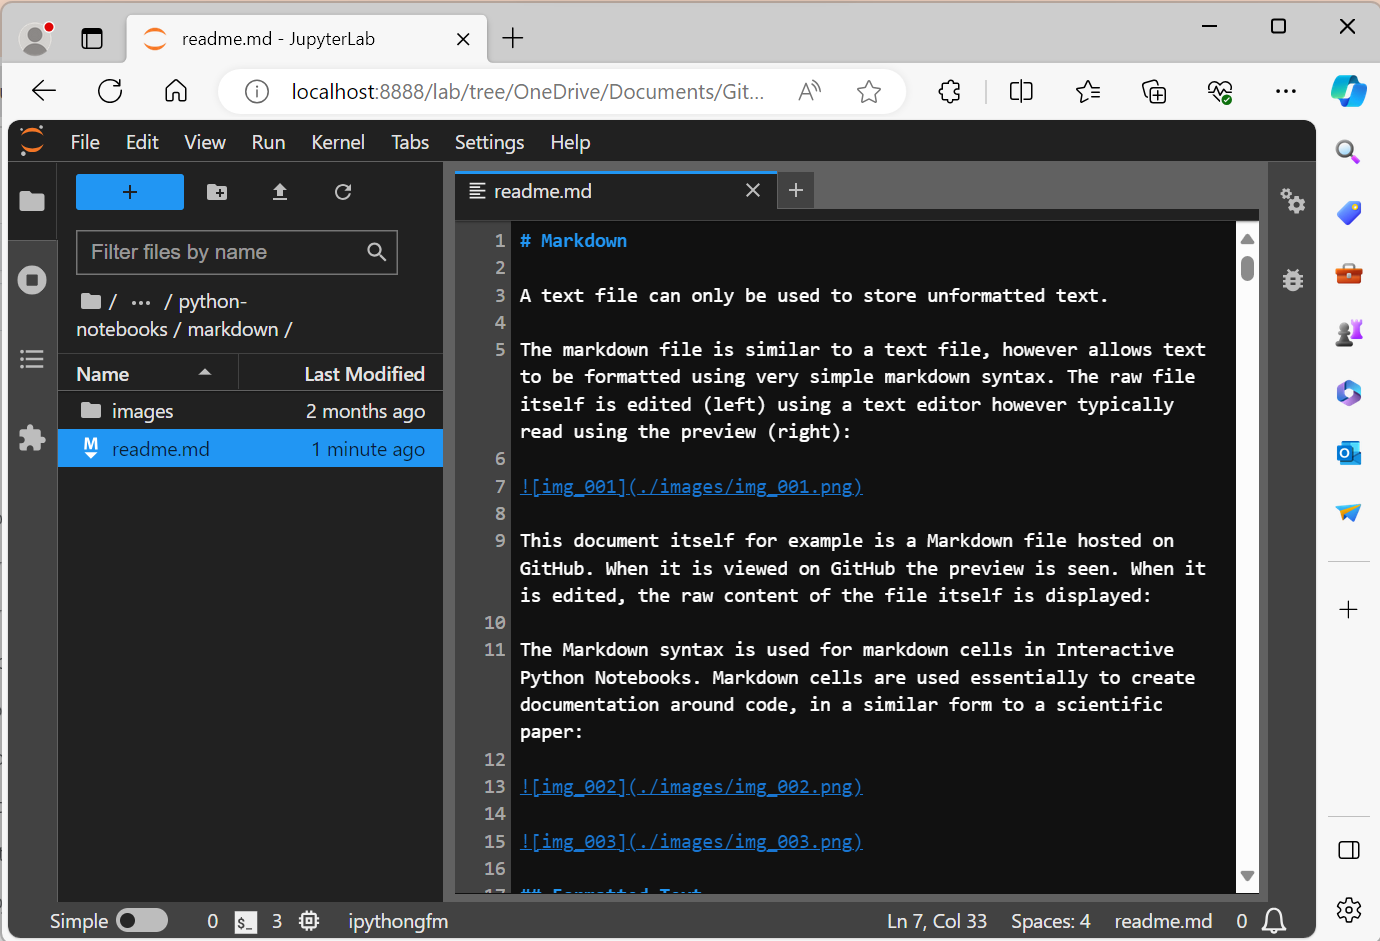 readme.md - JupyterLab
localhost:8888/lab/tree/OneDrive/Documents/Git...
File Edit View Run Kernel Tabs Settings Help
+
Filter files by name
/ ... / python-
notebooks / markdown /
Name Last Modified
images 2 months ago
readme.md 1 minute ago
readme.md
1 # Markdown
2
3 A text file can only be used to store unformatted text.
4
5 The markdown file is similar to a text file, however allows text
to be formatted using very simple markdown syntax. The raw file
itself is edited (left) using a text editor however typically
read using the preview (right):
6
7 ![img_001](./images/img_001.png)
8
9 This document itself for example is a Markdown file hosted on
GitHub. When it is viewed on GitHub the preview is seen. When it
is edited, the raw content of the file itself is displayed:
10
11 The Markdown syntax is used for markdown cells in Interactive
Python Notebooks. Markdown cells are used essentially to create
documentation around code, in a similar form to a scientific
paper:
12
13 ![img_002](./images/img_002.png)
14
15 ![img_003](./images/img_003.png)
16
17 ## Formatted Text
Simple 0 $_ 3 ipythongfm Ln 7, Col 33 Spaces: 4 readme.md 0